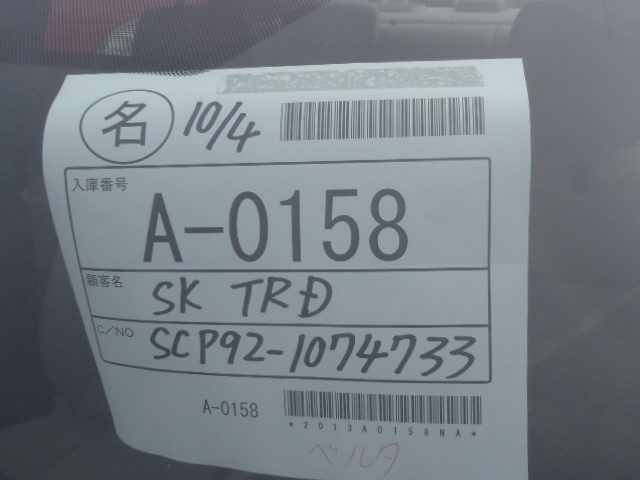 名 10/4
入庫番号
A-0158
顧客名 SK TRD
C/NO SCP92-1074733
A-0158
*2013A0158NA*
ベルタ